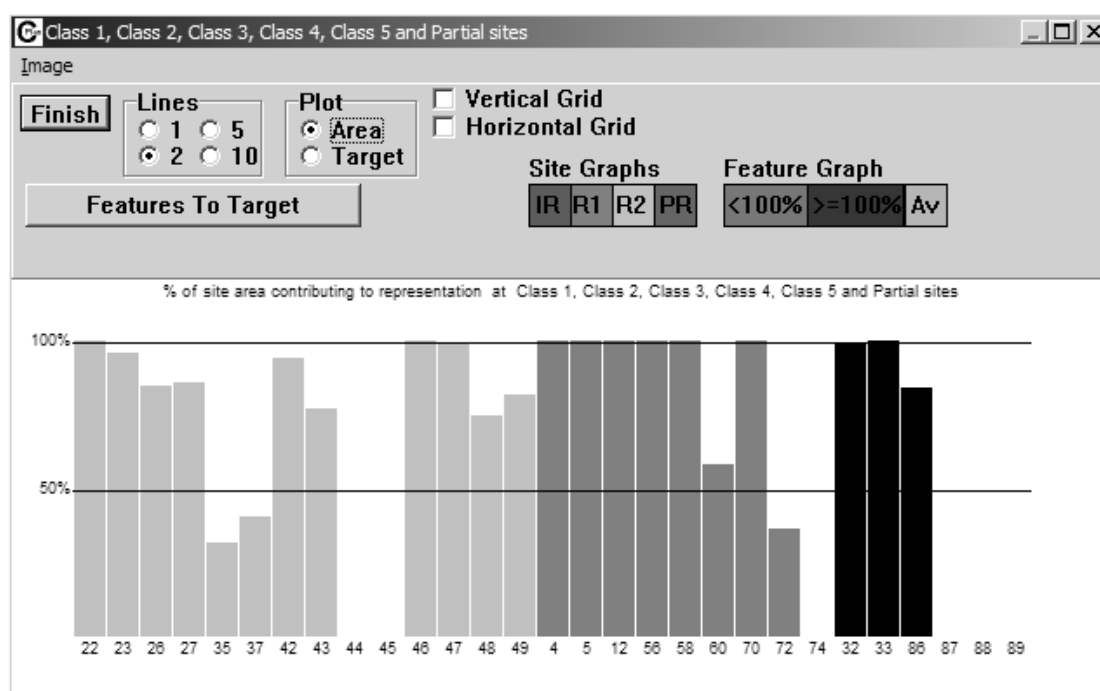 Class 1, Class 2, Class 3, Class 4, Class 5 and Partial sites
Image
Finish
Lines
1 5
2 10
Plot
Area
Target
Vertical Grid
Horizontal Grid
Features To Target
Site Graphs
IR R1 R2 PR
Feature Graph
<100% >=100% Av
% of site area contributing to representation at Class 1, Class 2, Class 3, Class 4, Class 5 and Partial sites
100%
50%
22 23 26 27 35 37 42 43 44 45 46 47 48 49 4 5 12 56 58 60 70 72 74 32 33 86 87 88 89